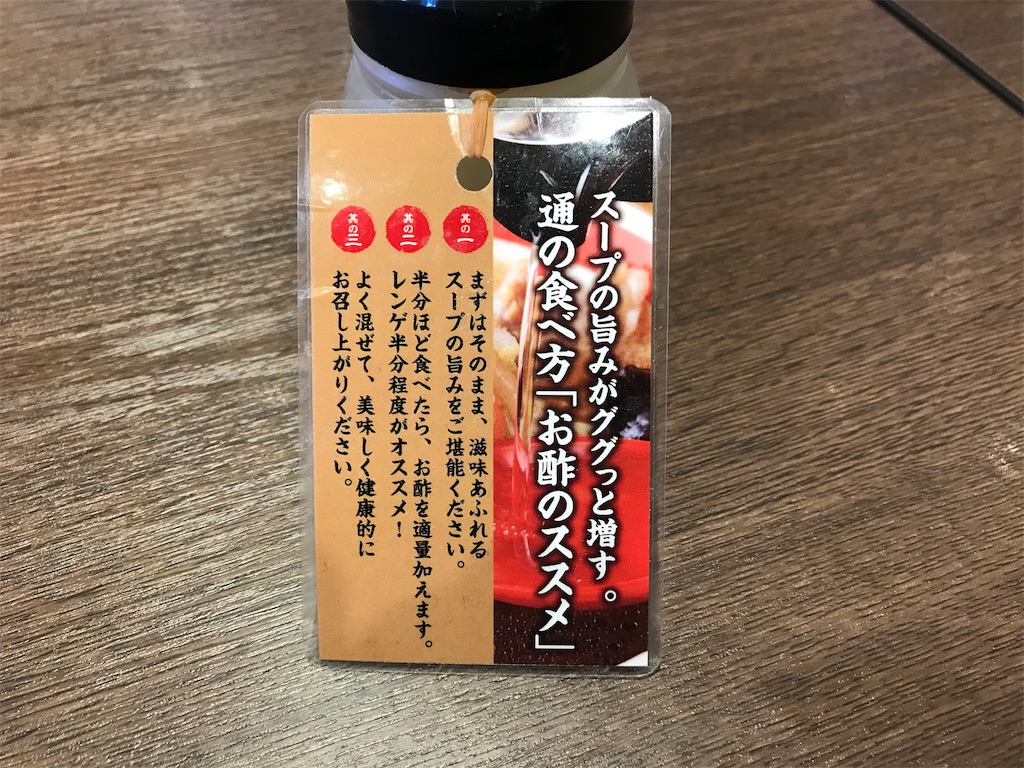 スープの旨みがググっと増す。
通の食べ方「お酢のススメ」
其の一
まずはそのまま、滋味あふれる
スープの旨みをご堪能ください。
其の二
半分ほど食べたら、お酢を適量加えます。
レンゲ半分程度がオススメ！
其の三
よく混ぜて、美味しく健康的に
お召し上がりください。